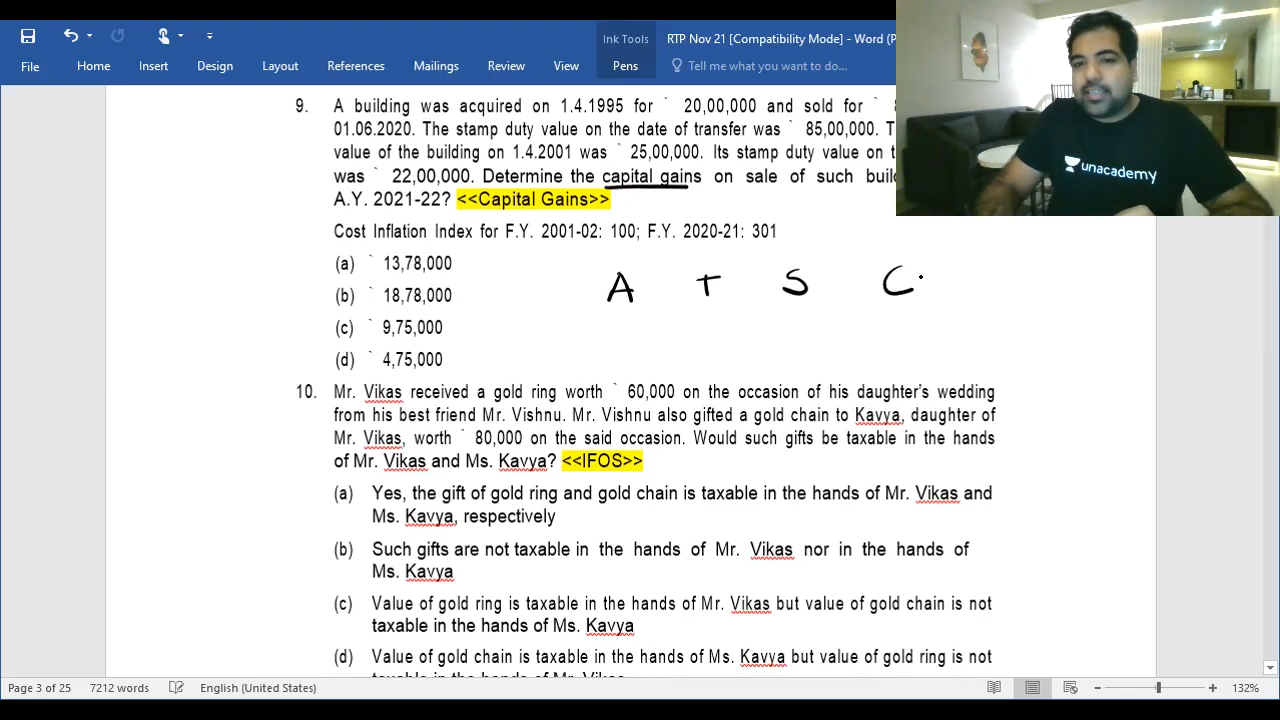 Ink Tools
RTP Nov 21 [Compatibility Mode] - Word (P
File Home Insert Design Layout References Mailings Review View Pens Tell me what you want to do...
9. A building was acquired on 1.4.1995 for ` 20,00,000 and sold for `
01.06.2020. The stamp duty value on the date of transfer was ` 85,00,000. T
value of the building on 1.4.2001 was ` 25,00,000. Its stamp duty value on t
was ` 22,00,000. Determine the capital gains on sale of such buil
A.Y. 2021-22? <<Capital Gains>>
Cost Inflation Index for F.Y. 2001-02: 100; F.Y. 2020-21: 301
(a) ` 13,78,000
(b) ` 18,78,000
(c) ` 9,75,000
(d) ` 4,75,000
A T S C
10. Mr. Vikas received a gold ring worth ` 60,000 on the occasion of his daughter's wedding
from his best friend Mr. Vishnu. Mr. Vishnu also gifted a gold chain to Kavya, daughter of
Mr. Vikas, worth ` 80,000 on the said occasion. Would such gifts be taxable in the hands
of Mr. Vikas and Ms. Kavya? <<IFOS>>
(a) Yes, the gift of gold ring and gold chain is taxable in the hands of Mr. Vikas and
Ms. Kavya, respectively
(b) Such gifts are not taxable in the hands of Mr. Vikas nor in the hands of
Ms. Kavya
(c) Value of gold ring is taxable in the hands of Mr. Vikas but value of gold chain is not
taxable in the hands of Ms. Kavya
(d) Value of gold chain is taxable in the hands of Ms. Kavya but value of gold ring is not
taxable in the hands of Mr. Vikas
unacademy
Page 3 of 25 7212 words English (United States) 132%